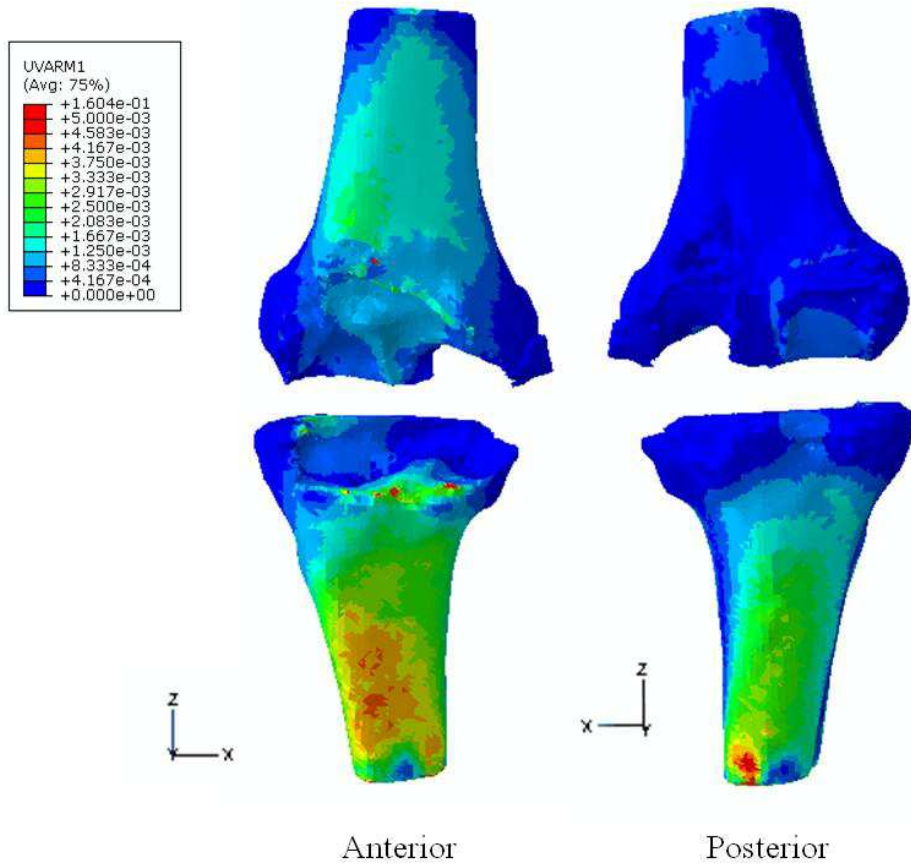 UVARM1
(Avg: 75%)
+1.604e-01
+5.000e-03
+4.583e-03
+4.167e-03
+3.750e-03
+3.333e-03
+2.917e-03
+2.500e-03
+2.083e-03
+1.667e-03
+1.250e-03
+8.333e-04
+4.167e-04
+0.000e+00
Z
Y X
Z
X Y
Anterior Posterior